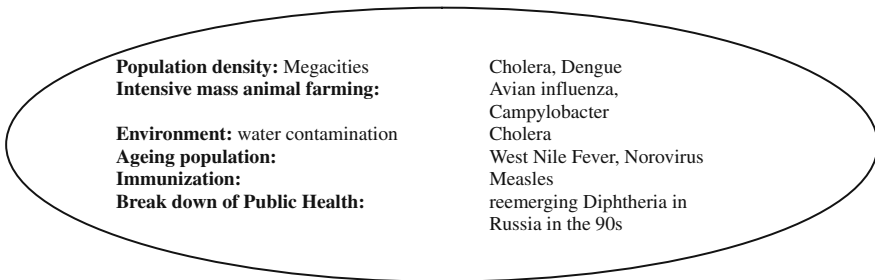 Population density: Megacities Cholera, Dengue
Intensive mass animal farming: Avian influenza,
Campylobacter
Environment: water contamination Cholera
Ageing population: West Nile Fever, Norovirus
Immunization: Measles
Break down of Public Health: reemerging Diphtheria in
Russia in the 90s